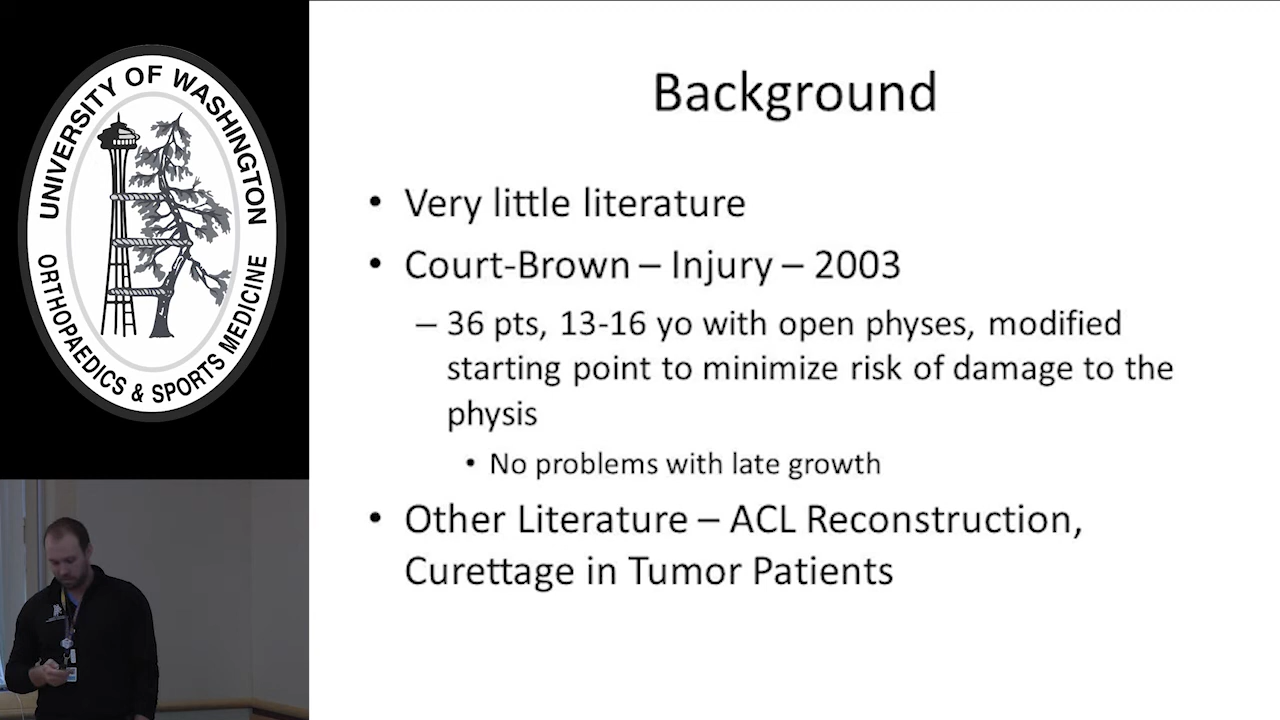 UNIVERSITY OF WASHINGTON
ORTHOPAEDICS & SPORTS MEDICINE
Background
• Very little literature
• Court-Brown – Injury – 2003
– 36 pts, 13-16 yo with open physes, modified
starting point to minimize risk of damage to the
physis
• No problems with late growth
• Other Literature – ACL Reconstruction,
Curettage in Tumor Patients